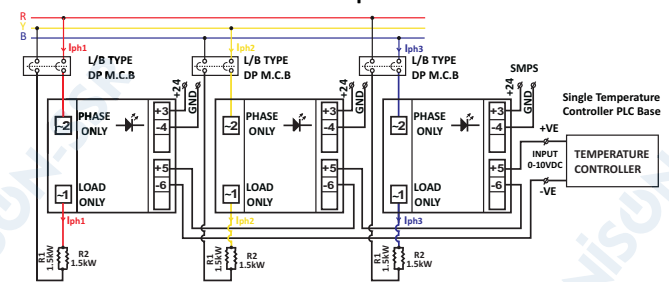 R
Y
B
Iph1
Iph2
Iph3
L/B TYPE
DP M.C.B
L/B TYPE
DP M.C.B
L/B TYPE
DP M.C.B
SMPS
+24
GND
+24
GND
+24
GND
Single Temperature
Controller PLC Base
~2
PHASE
ONLY
+3
-4
~2
PHASE
ONLY
+3
-4
~2
PHASE
ONLY
+3
-4
+VE
INPUT
0-10VDC
-VE
TEMPERATURE
CONTROLLER
~1
LOAD
ONLY
+5
-6
~1
LOAD
ONLY
+5
-6
~1
LOAD
ONLY
+5
-6
Iph1
Iph2
Iph3
R1
1.5kW
R2
1.5kW
R1
1.5kW
R2
1.5kW
R1
1.5kW
R2
1.5kW